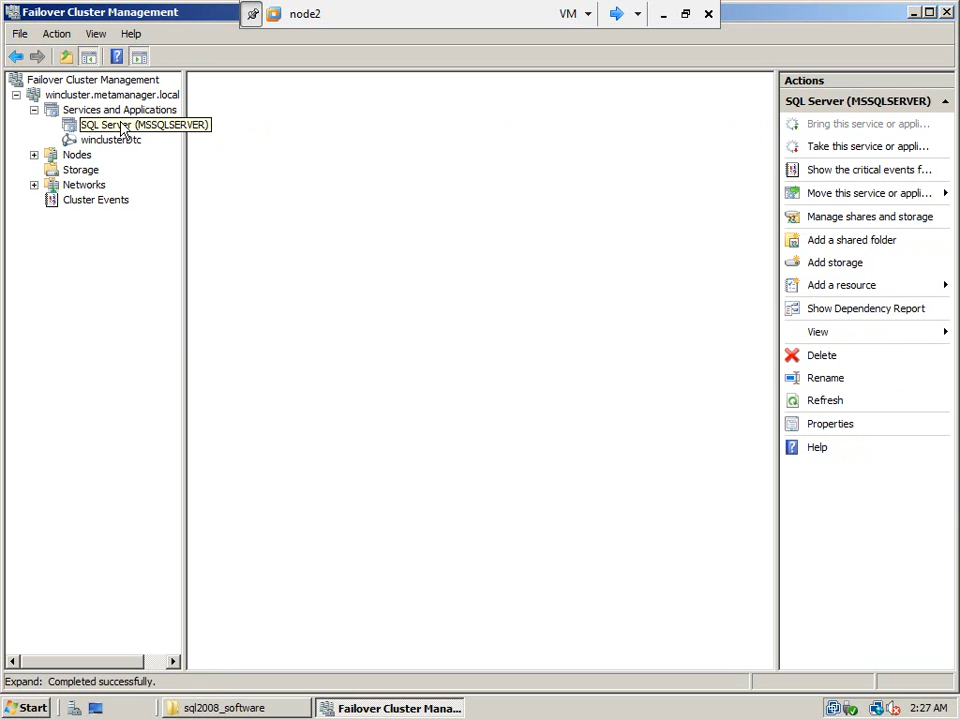 Failover Cluster Management
node2
VM
File Action View Help
Failover Cluster Management
wincluster.metamanager.local
Services and Applications
SQL Server (MSSQLSERVER)
Nodes
Storage
Networks
Cluster Events
Actions
SQL Server (MSSQLSERVER)
Bring this service or appli...
Take this service or appli...
Show the critical events f...
Move this service or appli...
Manage shares and storage
Add a shared folder
Add storage
Add a resource
Show Dependency Report
View
Delete
Rename
Refresh
Properties
Help
Expand: Completed successfully.
Start
sql2008_software
Failover Cluster Mana...
2:27 AM